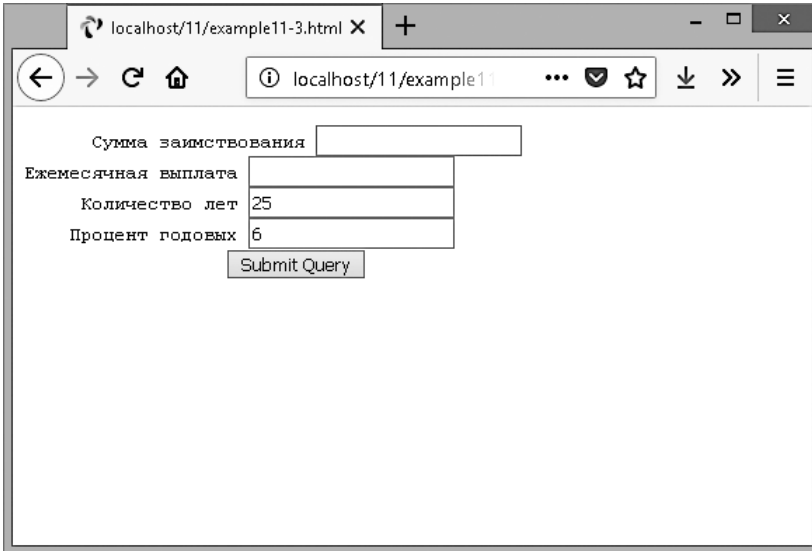 localhost/11/example11-3.html
localhost/11/example11
Сумма заимствования
Ежемесячная выплата
Количество лет 25
Процент годовых 6
Submit Query